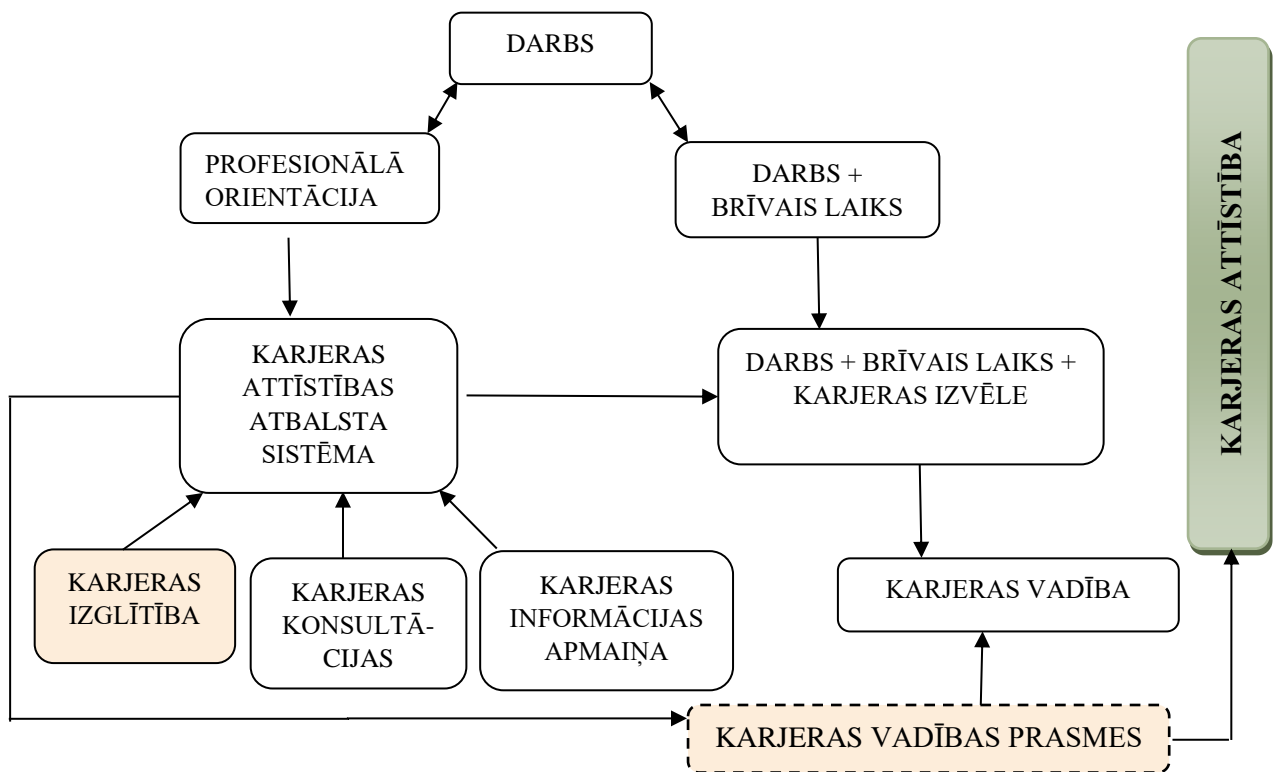 DARBS
PROFESIONĀLĀ
ORIENTĀCIJA
DARBS +
BRĪVAIS LAIKS
KARJERAS
ATTĪSTĪBAS
ATBALSTA
SISTĒMA
DARBS + BRĪVAIS LAIKS +
KARJERAS IZVĒLE
KARJERAS
IZGLĪTĪBA
KARJERAS
KONSULTĀ-
CIJAS
KARJERAS
INFORMĀCIJAS
APMAIŅA
KARJERAS VADĪBA
KARJERAS VADĪBAS PRASMES
KARJERAS ATTĪSTĪBA